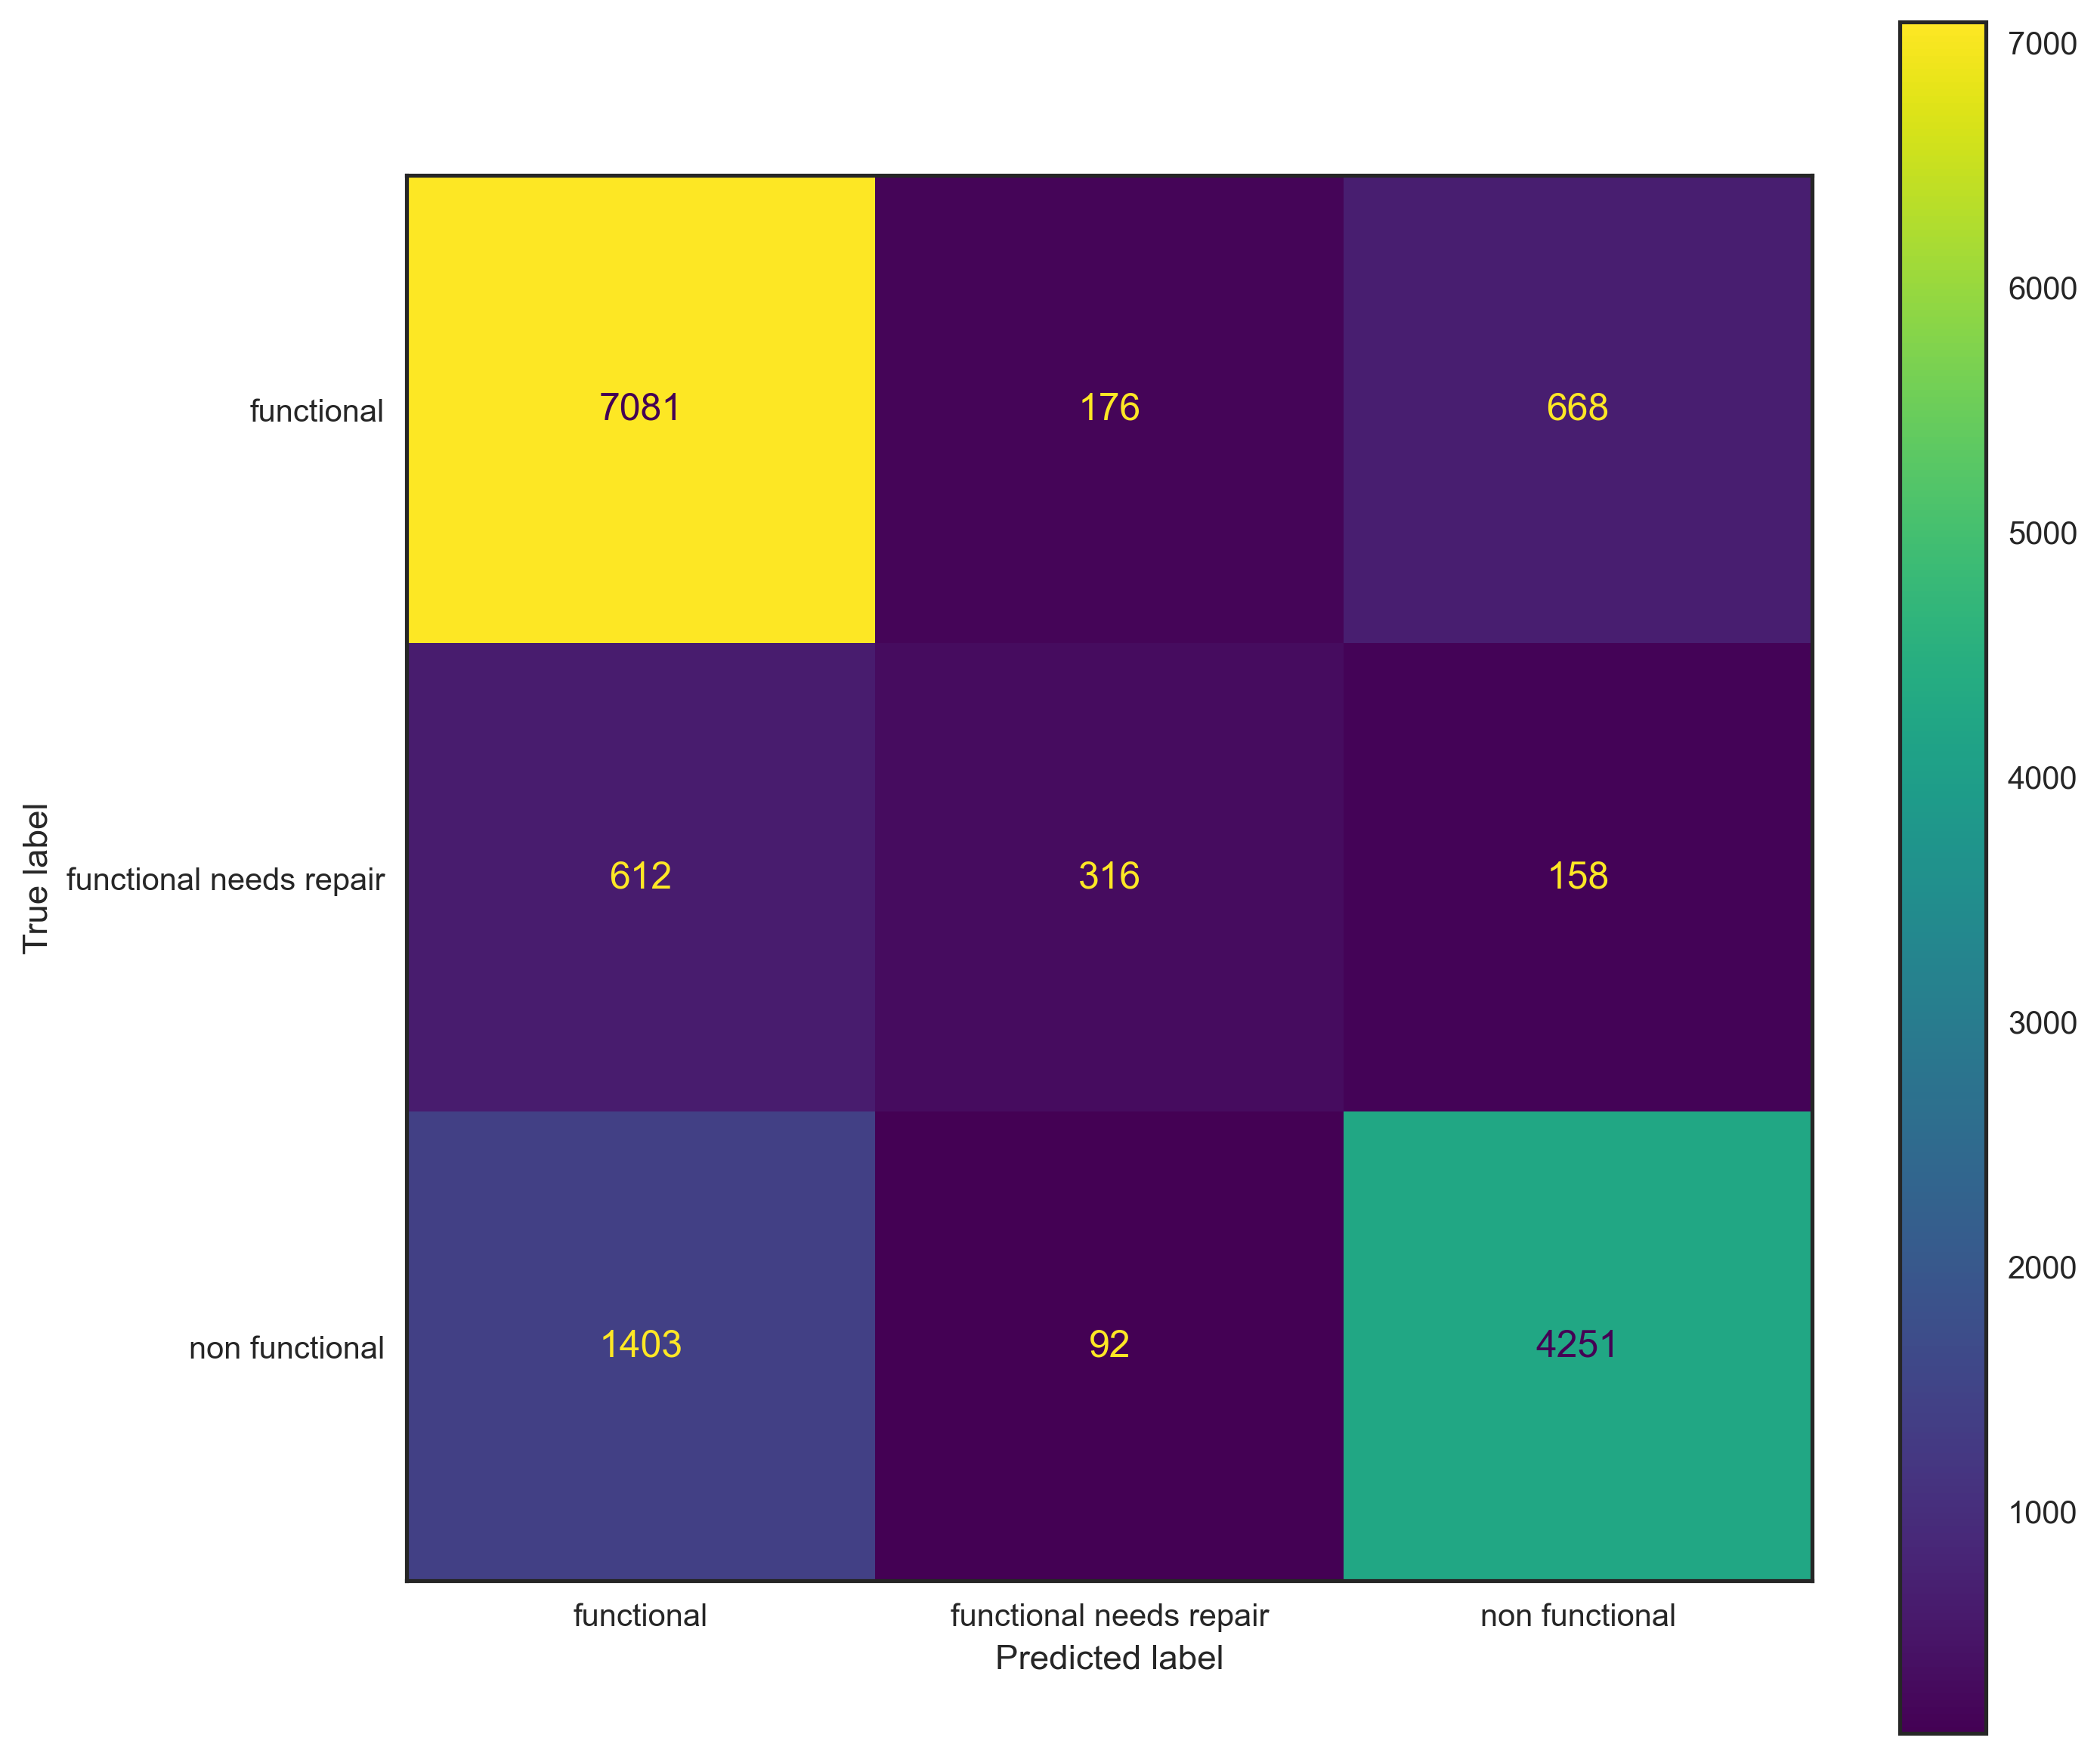 7000
6000
5000
4000
3000
2000
1000
True label
functional
7081
176
668
functional needs repair
612
316
158
non functional
1403
92
4251
functional
functional needs repair
non functional
Predicted label